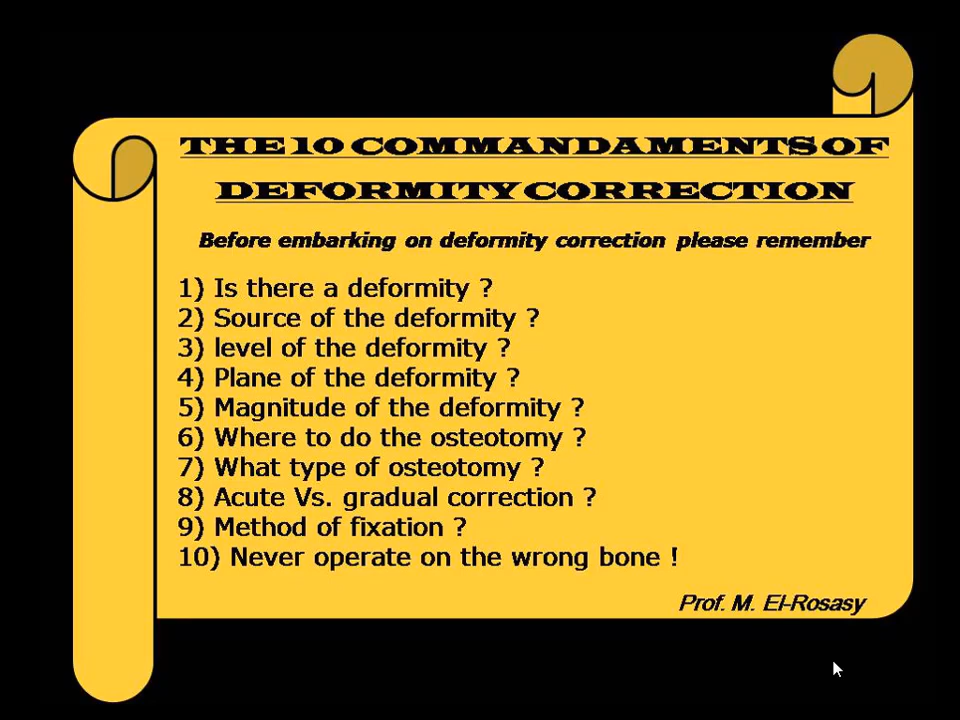 THE 10 COMMANDAMENTS OF
DEFORMITY CORRECTION
Before embarking on deformity correction please remember
1) Is there a deformity ?
2) Source of the deformity ?
3) level of the deformity ?
4) Plane of the deformity ?
5) Magnitude of the deformity ?
6) Where to do the osteotomy ?
7) What type of osteotomy ?
8) Acute Vs. gradual correction ?
9) Method of fixation ?
10) Never operate on the wrong bone !
Prof. M. El-Rosasy